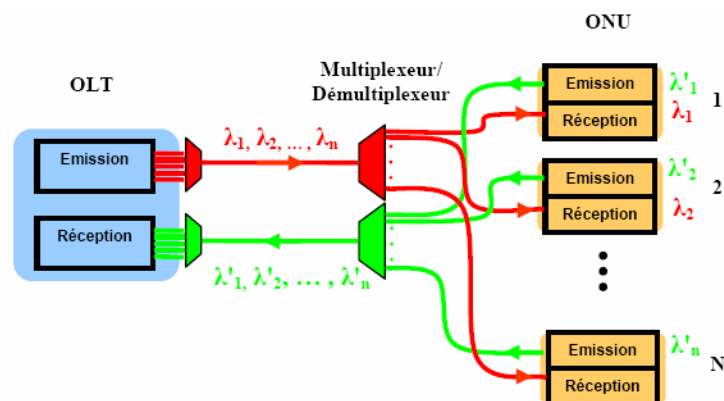 ONU
OLT
Multiplexeur/
Démultiplexeur
Emission
λ'1
1
Réception
λ1
Emission
λ1, λ2, ..., λn
Emission
λ'2
2
Réception
λ2
Réception
λ'1, λ'2, ... , λ'n
Emission
λ'n
N
Réception